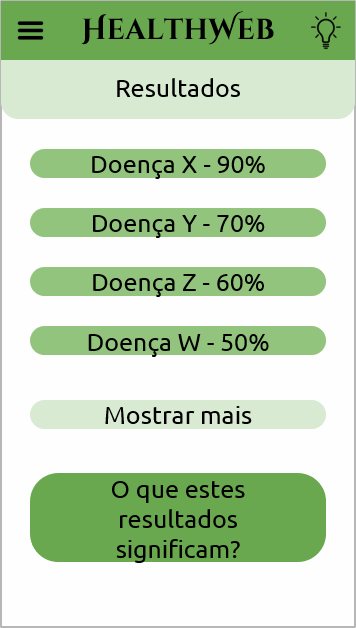 HealthWeb
Resultados
Doença X - 90%
Doença Y - 70%
Doença Z - 60%
Doença W - 50%
Mostrar mais
O que estes
resultados
significam?